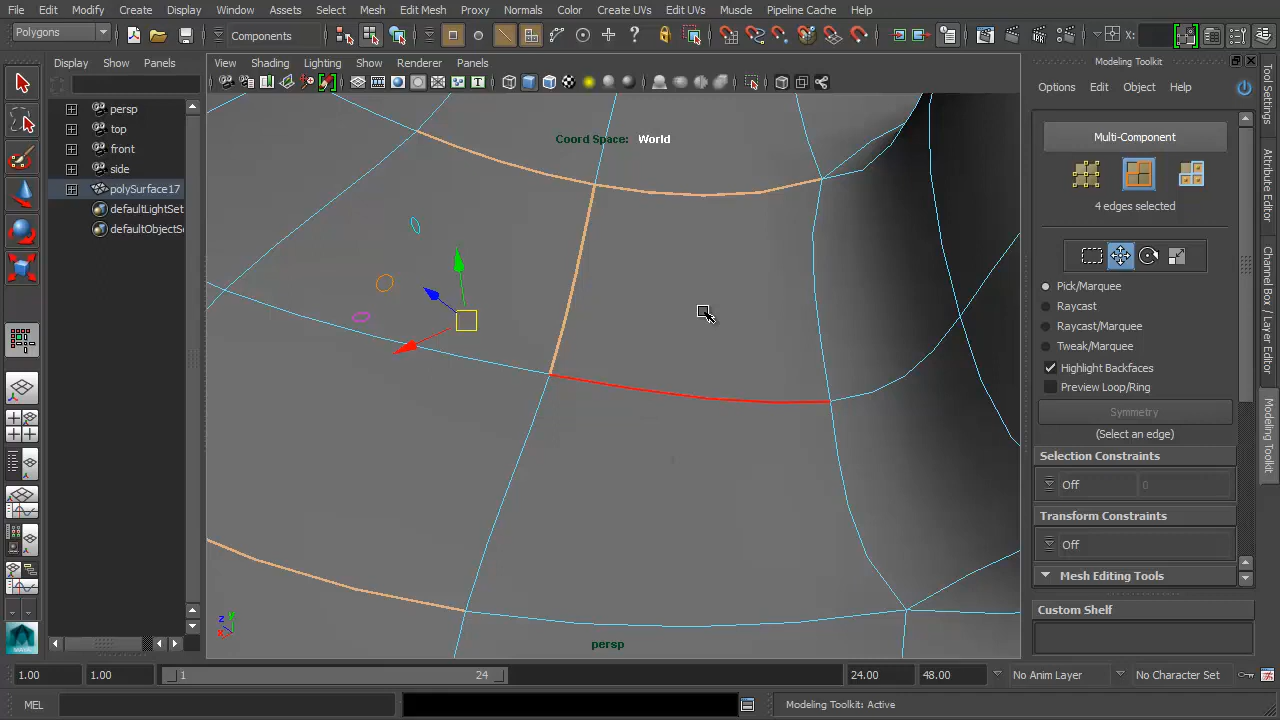 File Edit Modify Create Display Window Assets Select Mesh Edit Mesh Proxy Normals Color Create UVs Edit UVs Muscle Pipeline Cache Help
Polygons Components X:
Display Show Panels
View Shading Lighting Show Renderer Panels
persp
top
front
side
polySurface17
defaultLightSet
defaultObjectSe
Coord Space: World
persp
z y
x
Modeling Toolkit
Options Edit Object Help
Multi-Component
4 edges selected
Pick/Marquee
Raycast
Raycast/Marquee
Tweak/Marquee
Highlight Backfaces
Preview Loop/Ring
Symmetry
(Select an edge)
Selection Constraints
Off 0
Transform Constraints
Off
Mesh Editing Tools
Custom Shelf
Tool Settings
Attribute Editor
Channel Box / Layer Editor
Modeling Toolkit
1.00 1.00 1 24 24.00 48.00 No Anim Layer No Character Set
MEL Modeling Toolkit: Active